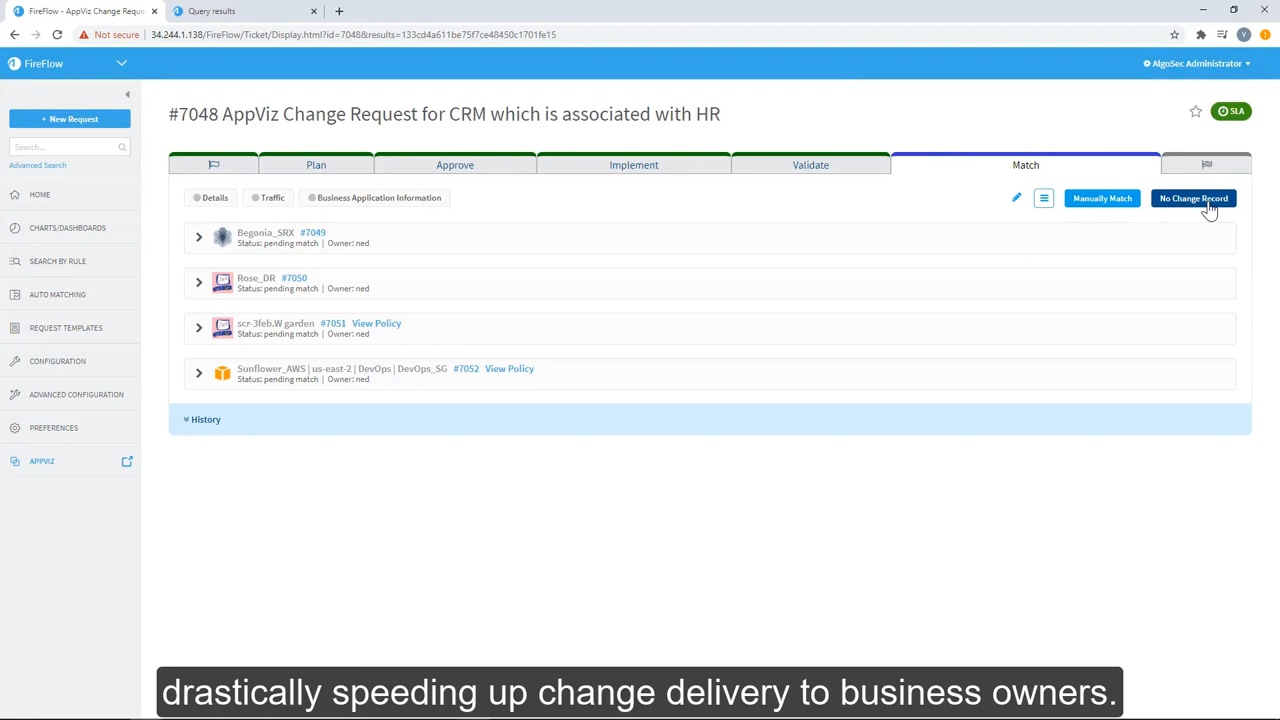 FireFlow - AppViz Change Reque
Query results
Not secure
34.244.1.138/FireFlow/Ticket/Display.html?id=7048&results=133cd4a611be75f7ce48450c1701fe15
Y
FireFlow
AlgoSec Administrator
+ New Request
Search...
Advanced Search
HOME
CHARTS/DASHBOARDS
SEARCH BY RULE
AUTO MATCHING
REQUEST TEMPLATES
CONFIGURATION
ADVANCED CONFIGURATION
PREFERENCES
APPVIZ
#7048 AppViz Change Request for CRM which is associated with HR
SLA
Plan
Approve
Implement
Validate
Match
Details
Traffic
Business Application Information
Manually Match
No Change Record
Begonia_SRX #7049
Status: pending match | Owner: ned
Rose_DR #7050
Status: pending match | Owner: ned
scr-3feb.W garden #7051 View Policy
Status: pending match | Owner: ned
Sunflower_AWS | us-east-2 | DevOps | DevOps_SG #7052 View Policy
Status: pending match | Owner: ned
History
drastically speeding up change delivery to business owners.